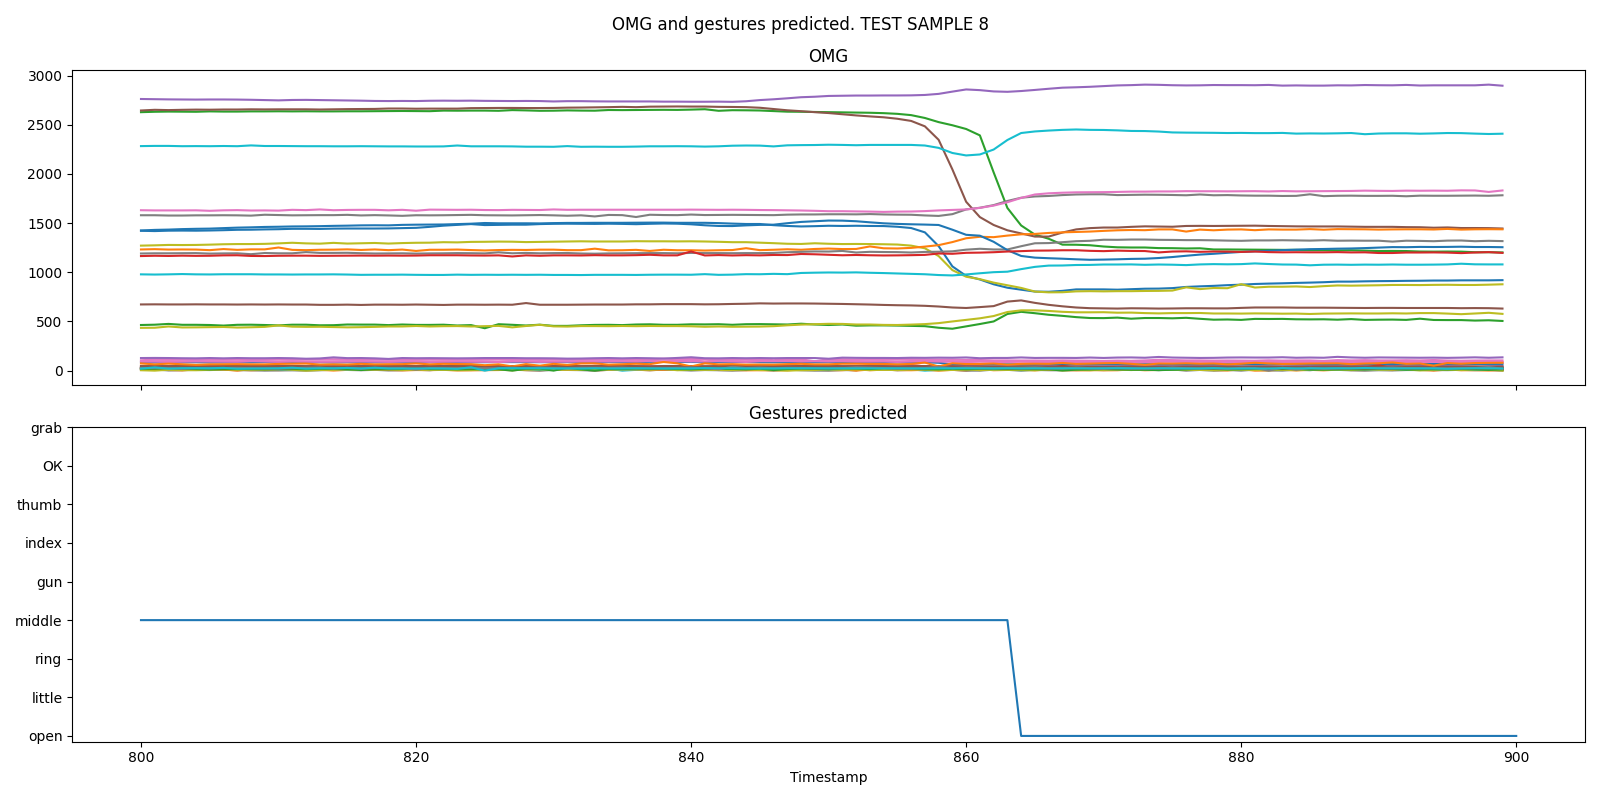 OMG and gestures predicted. TEST SAMPLE 8
OMG
3000
2500
2000
1500
1000
500
0
Gestures predicted
grab
OK
thumb
index
gun
middle
ring
little
open
800 820 840 860 880 900
Timestamp